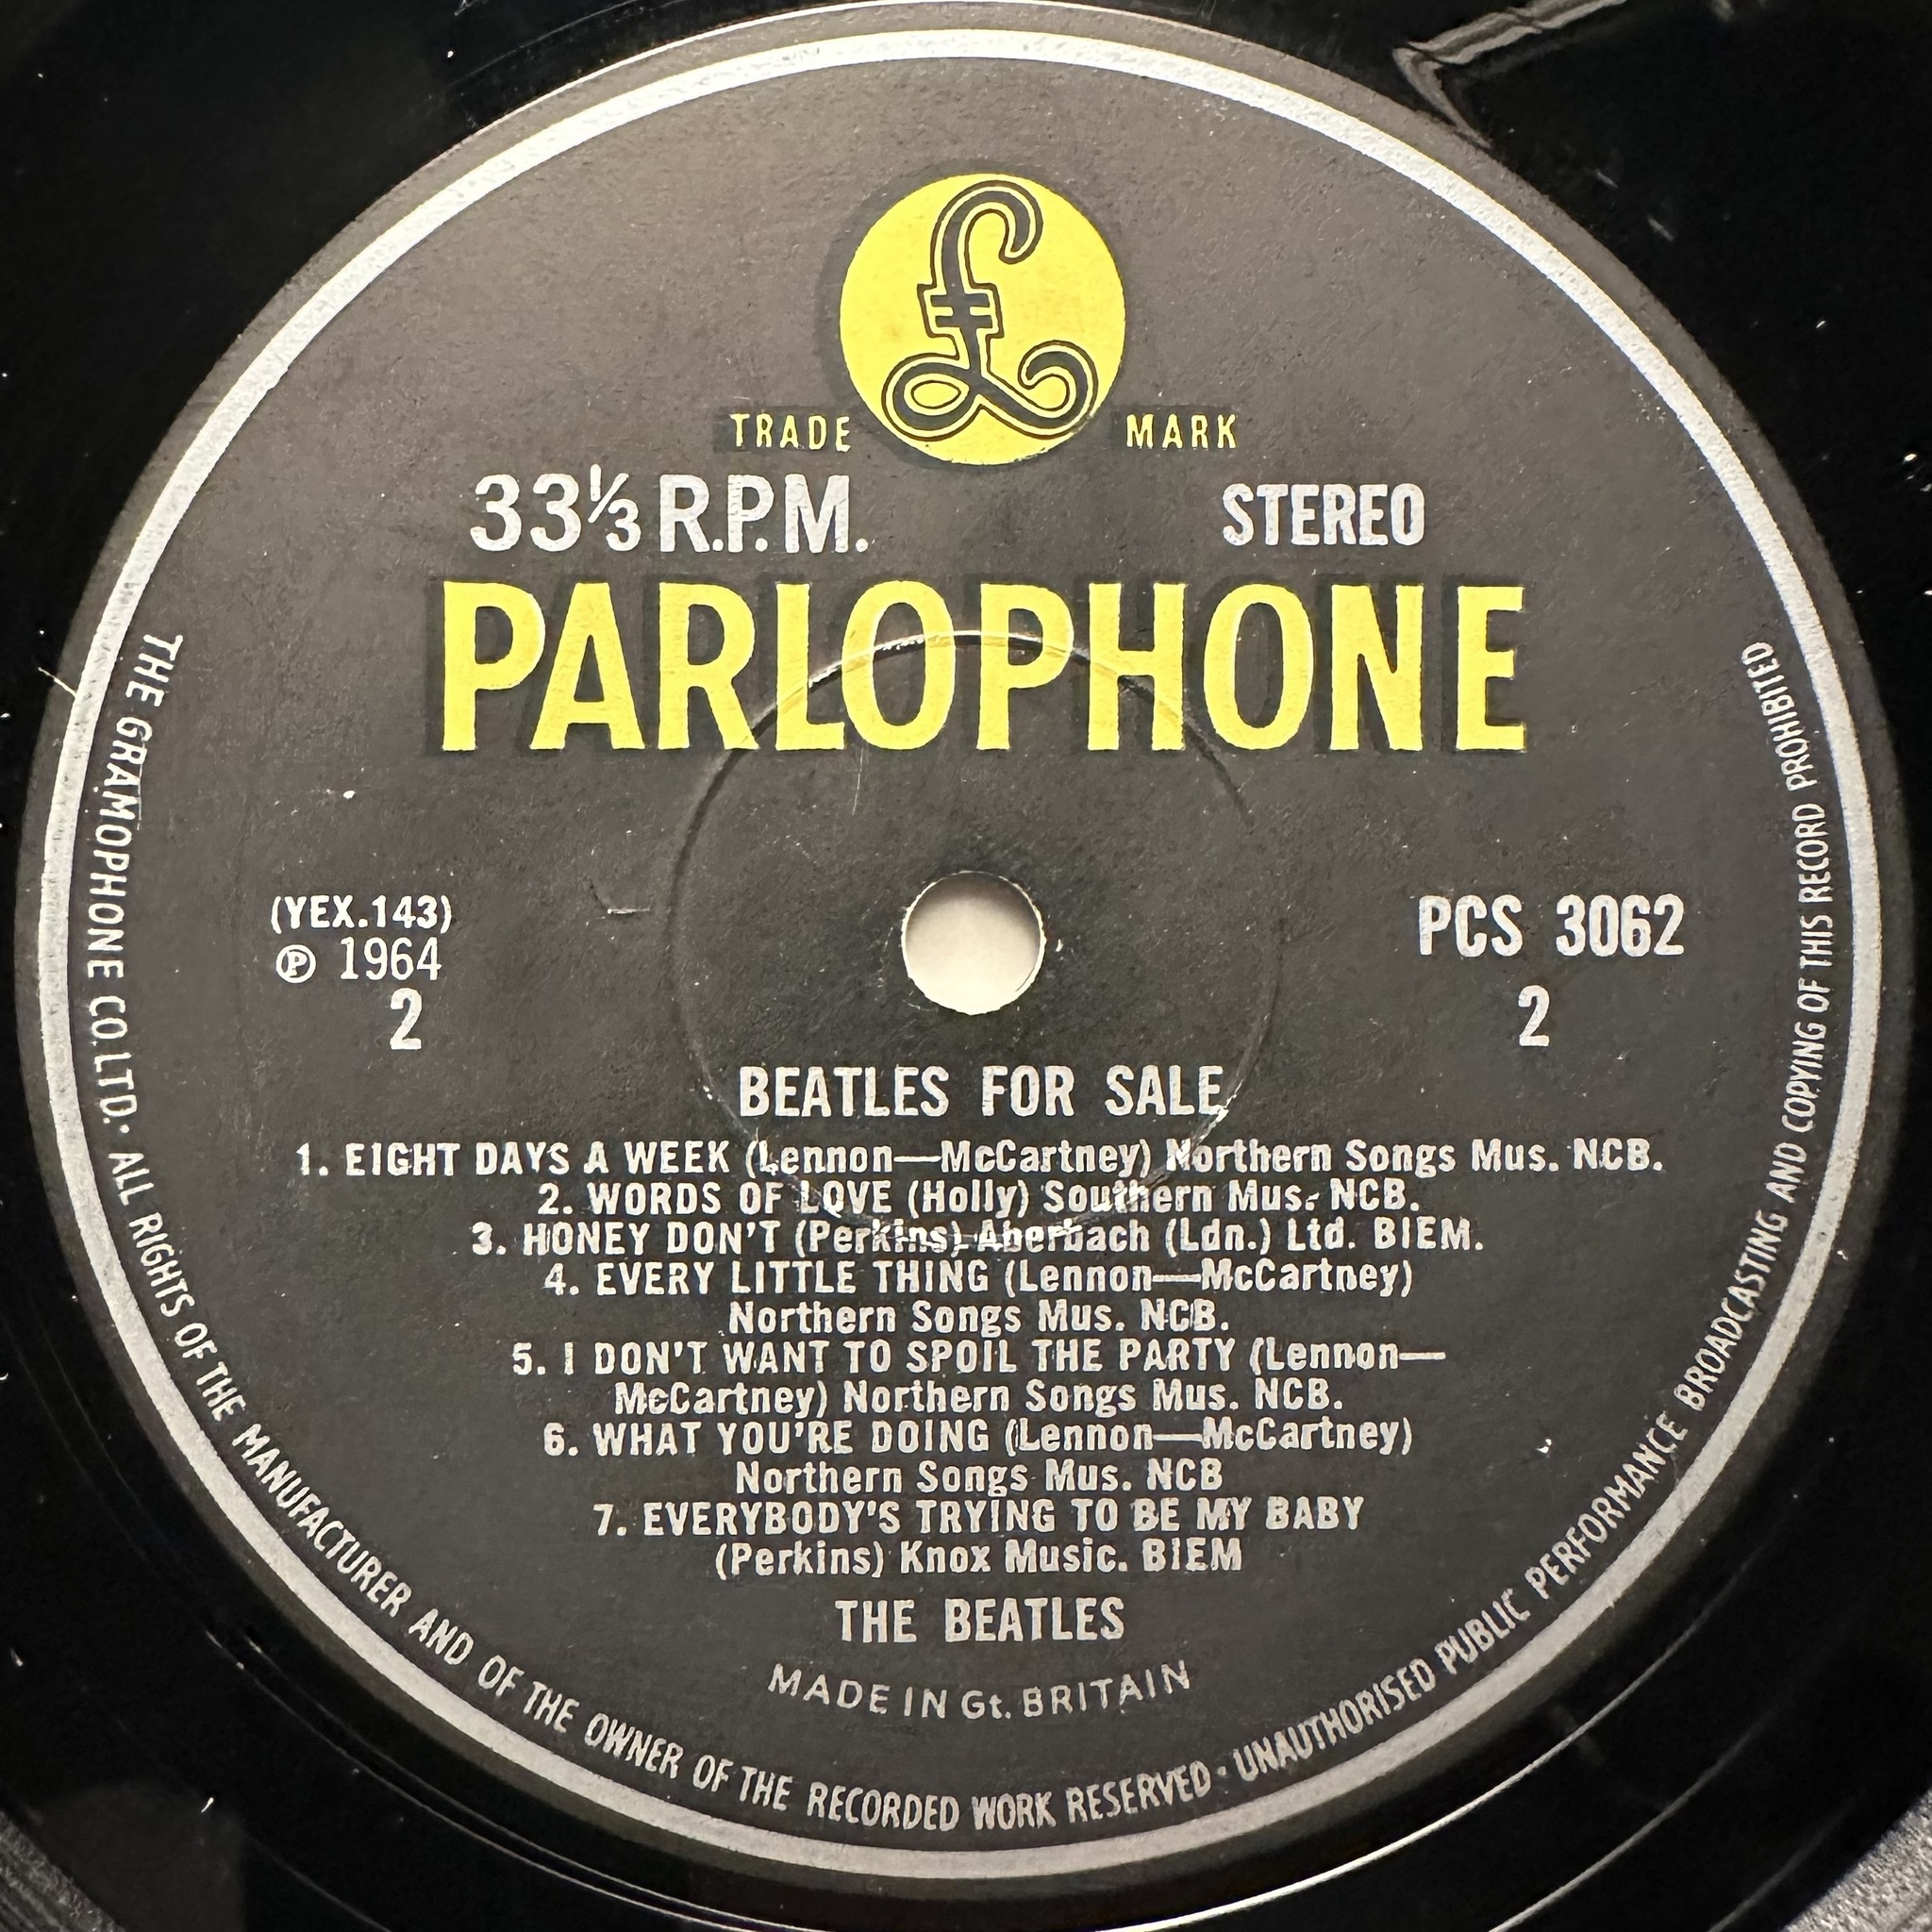 £
TRADE MARK
33⅓ R.P.M. STEREO
PARLOPHONE
(YEX.143)
℗ 1964
2
PCS 3062
2
BEATLES FOR SALE
1. EIGHT DAYS A WEEK (Lennon—McCartney) Northern Songs Mus. NCB.
2. WORDS OF LOVE (Holly) Southern Mus. NCB.
3. HONEY DON'T (Perkins) Aberbach (Ldn.) Ltd. BIEM.
4. EVERY LITTLE THING (Lennon—McCartney)
Northern Songs Mus. NCB.
5. I DON'T WANT TO SPOIL THE PARTY (Lennon—
McCartney) Northern Songs Mus. NCB.
6. WHAT YOU'RE DOING (Lennon—McCartney)
Northern Songs Mus. NCB
7. EVERYBODY'S TRYING TO BE MY BABY
(Perkins) Knox Music. BIEM
THE BEATLES
MADE IN Gt. BRITAIN
THE GRAMOPHONE CO. LTD. · ALL RIGHTS OF THE MANUFACTURER AND OF THE OWNER OF THE RECORDED WORK RESERVED · UNAUTHORISED PUBLIC PERFORMANCE BROADCASTING AND COPYING OF THIS RECORD PROHIBITED